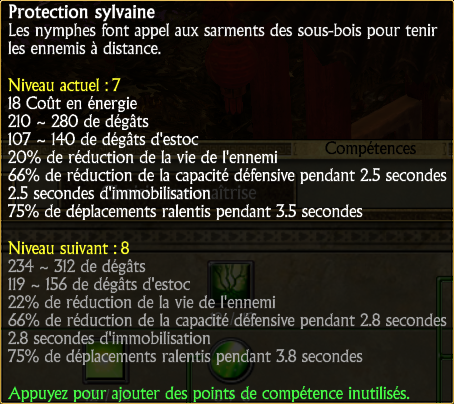 Protection sylvaine
Les nymphes font appel aux sarments des sous-bois pour tenir
les ennemis à distance.
Niveau actuel : 7
18 Coût en énergie
210 ~ 280 de dégâts
107 ~ 140 de dégâts d'estoc
Compétences
20% de réduction de la vie de l'ennemi
66% de réduction de la capacité défensive pendant 2.5 secondes
2.5 secondes d'immobilisation
75% de déplacements ralentis pendant 3.5 secondes
Niveau suivant : 8
234 ~ 312 de dégâts
119 ~ 156 de dégâts d'estoc
22% de réduction de la vie de l'ennemi
66% de réduction de la capacité défensive pendant 2.8 secondes
2.8 secondes d'immobilisation
75% de déplacements ralentis pendant 3.8 secondes
Appuyez pour ajouter des points de compétence inutilisés.